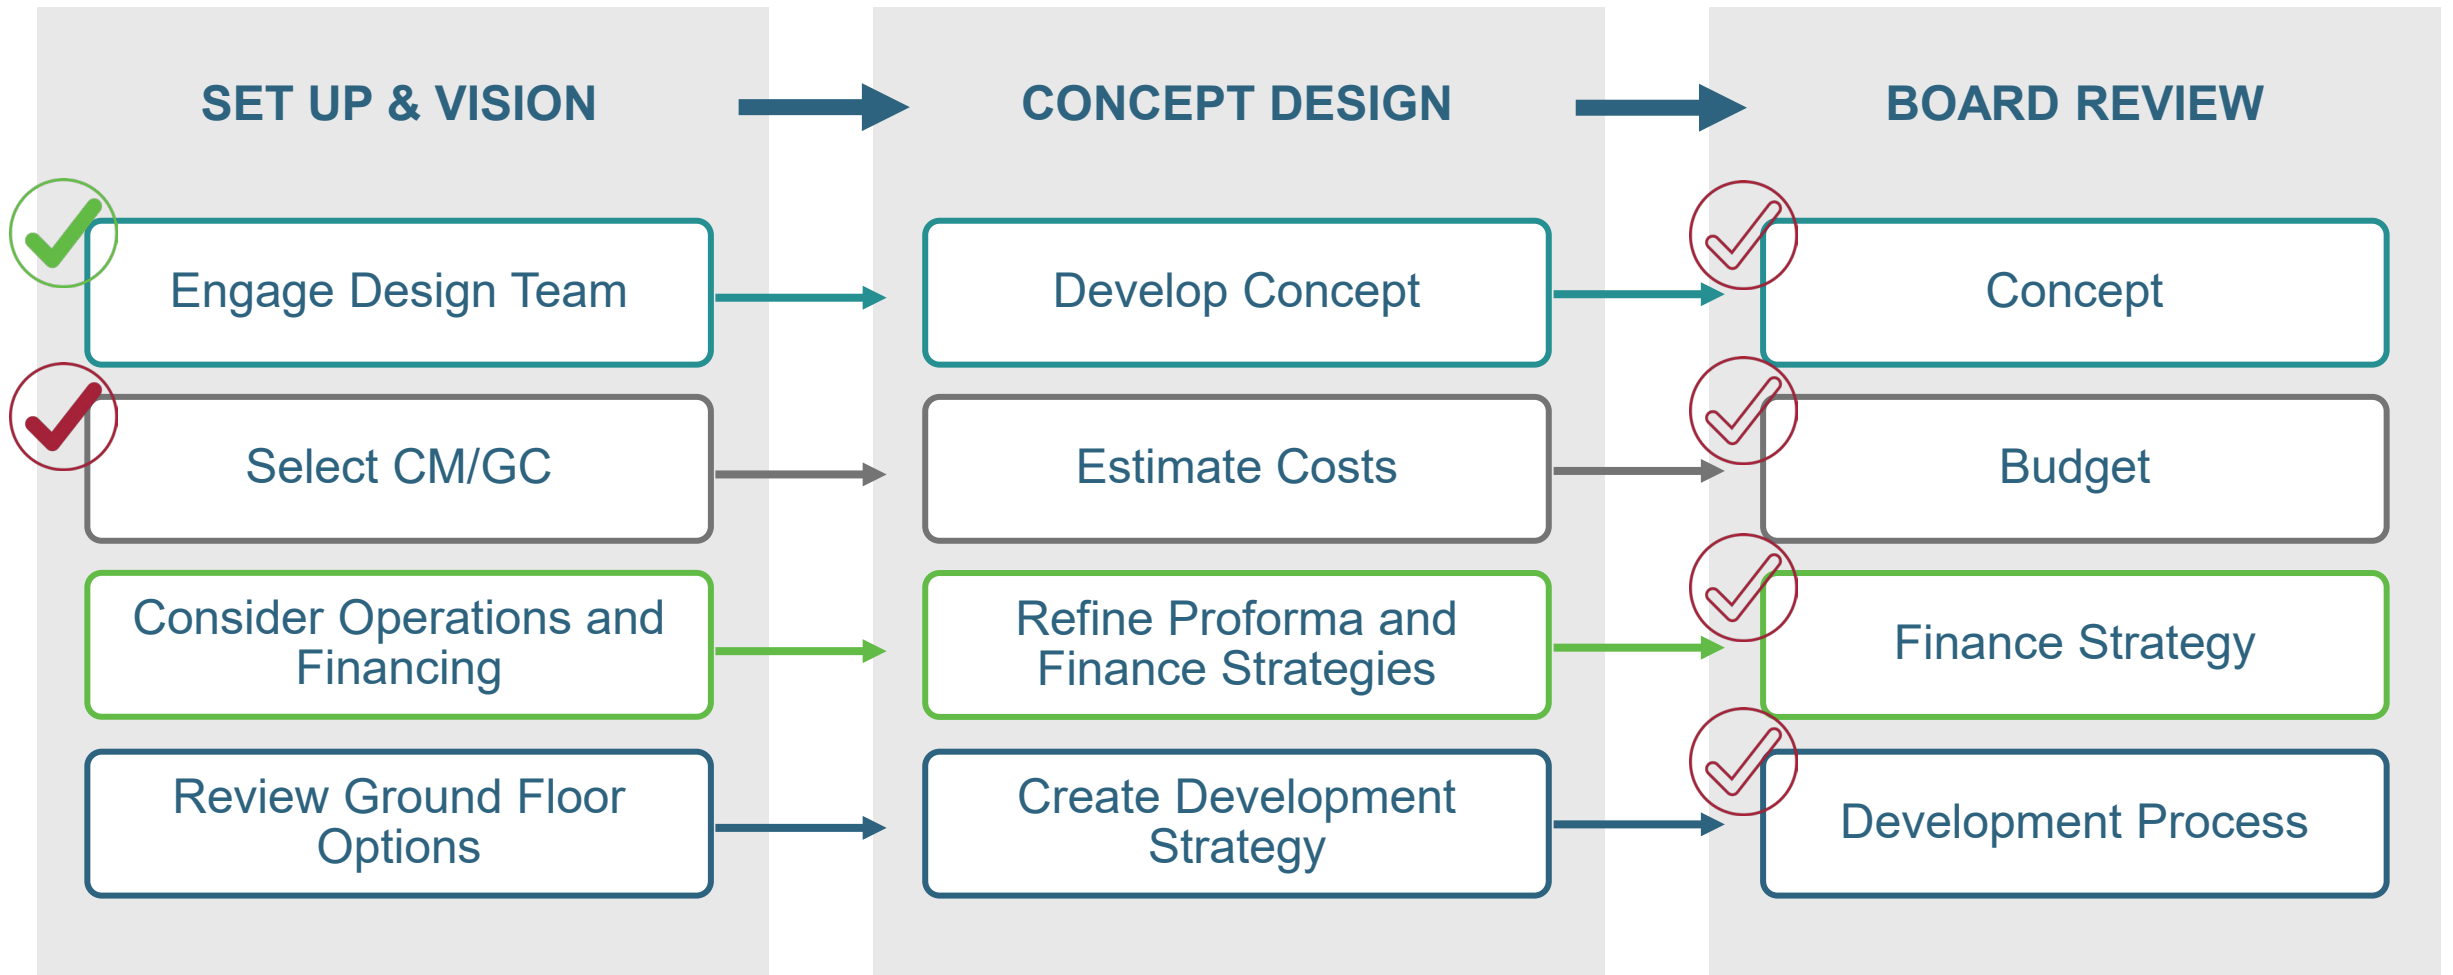 SET UP & VISION
CONCEPT DESIGN
BOARD REVIEW
Engage Design Team
Develop Concept
Concept
Select CM/GC
Estimate Costs
Budget
Consider Operations and
Financing
Refine Proforma and
Finance Strategies
Finance Strategy
Review Ground Floor
Options
Create Development
Strategy
Development Process